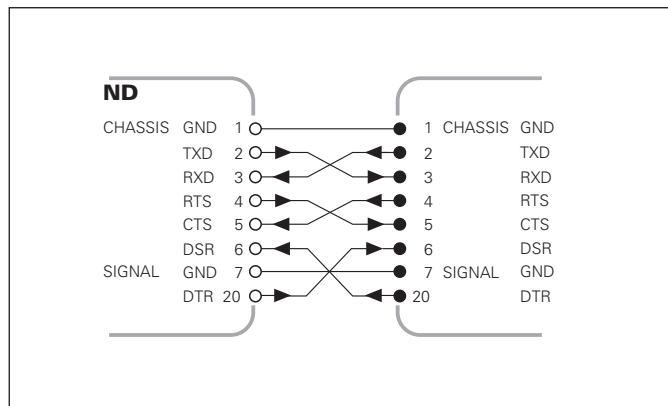 ND
CHASSIS GND 1 1 CHASSIS GND
TXD 2 2 TXD
RXD 3 3 RXD
RTS 4 4 RTS
CTS 5 5 CTS
DSR 6 6 DSR
SIGNAL GND 7 7 SIGNAL GND
DTR 20 20 DTR